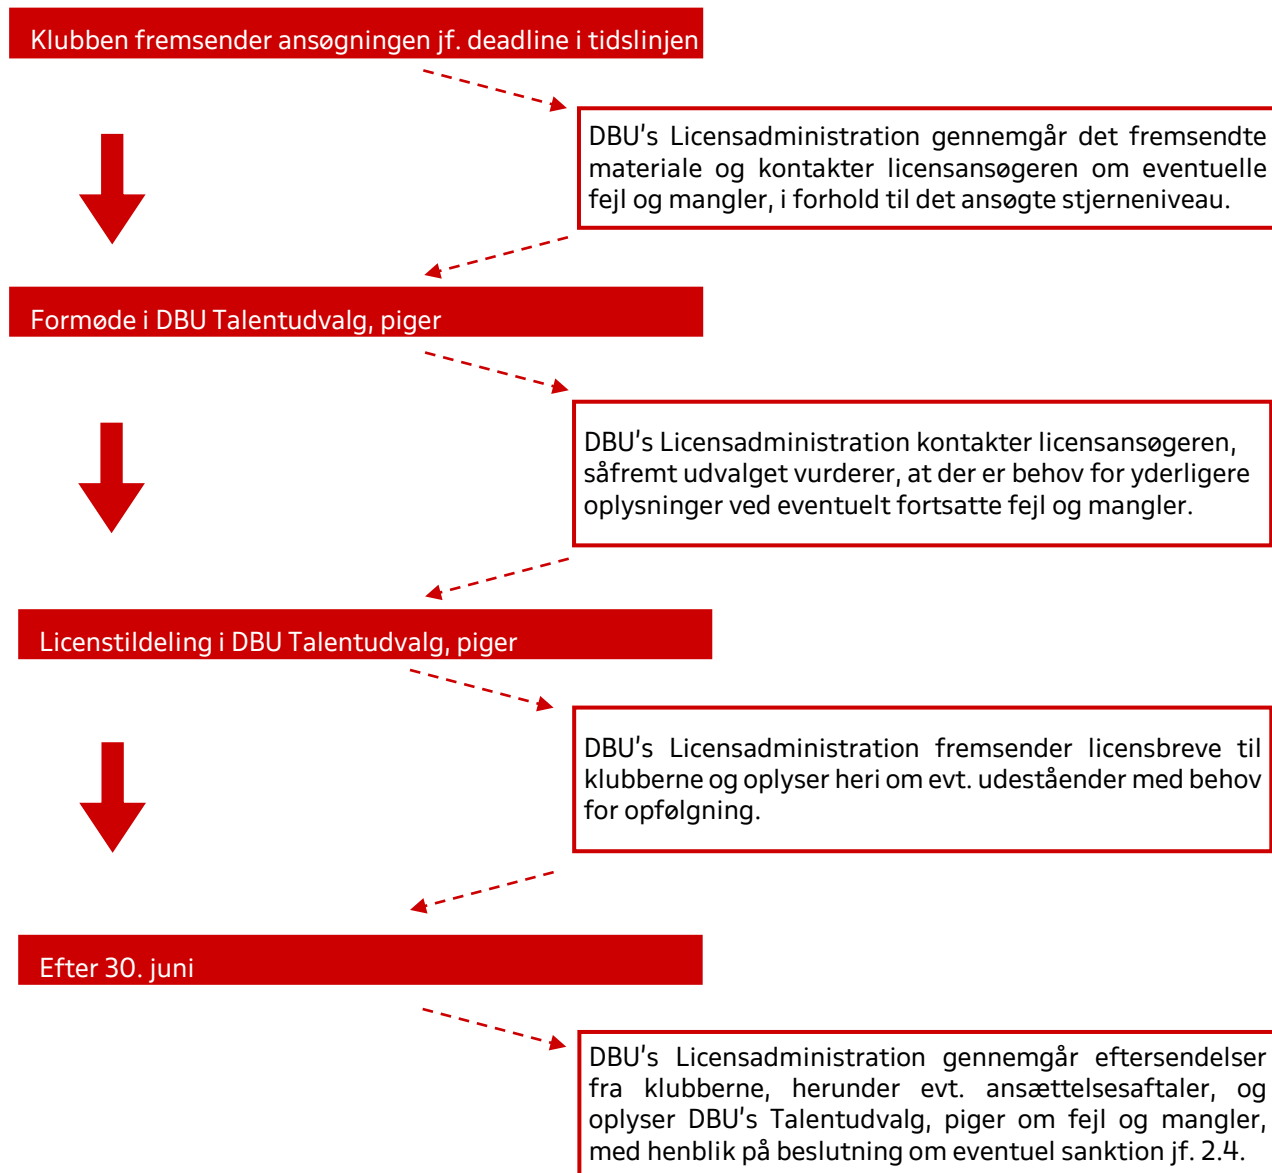 Klubben fremsender ansøgningen jf. deadline i tidslinjen
DBU's Licensadministration gennemgår det fremsendte
materiale og kontakter licensansøgeren om eventuelle
fejl og mangler, i forhold til det ansøgte stjerneniveau.
Formøde i DBU Talentudvalg, piger
DBU's Licensadministration kontakter licensansøgeren,
såfremt udvalget vurderer, at der er behov for yderligere
oplysninger ved eventuelt fortsatte fejl og mangler.
Licenstildeling i DBU Talentudvalg, piger
DBU's Licensadministration fremsender licensbreve til
klubberne og oplyser heri om evt. udeståender med behov
for opfølgning.
Efter 30. juni
DBU's Licensadministration gennemgår eftersendelser
fra klubberne, herunder evt. ansættelsesaftaler, og
oplyser DBU's Talentudvalg, piger om fejl og mangler,
med henblik på beslutning om eventuel sanktion jf. 2.4.